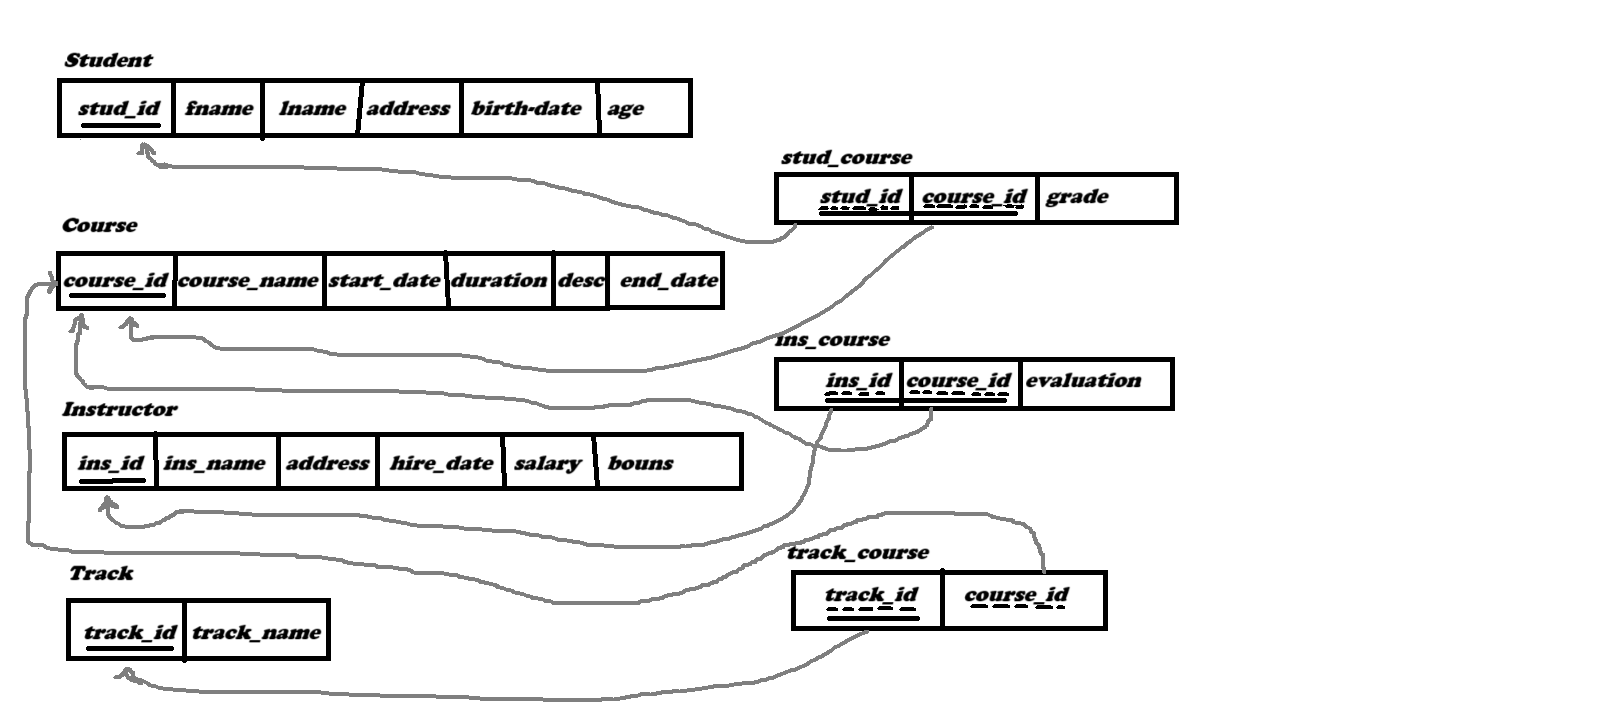 Student
stud_id fname lname address birth-date age
stud_course
stud_id course_id grade
Course
course_id course_name start_date duration desc end_date
ins_course
ins_id course_id evaluation
Instructor
ins_id ins_name address hire_date salary bouns
track_course
track_id course_id
Track
track_id track_name